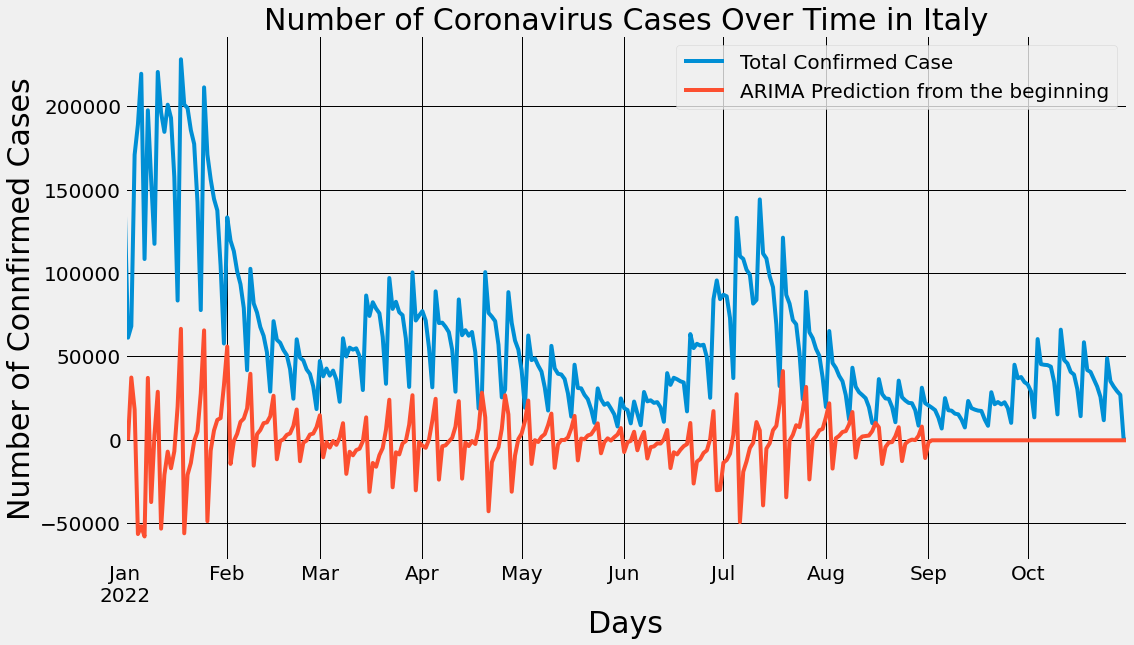 Number of Coronavirus Cases Over Time in Italy
Total Confirmed Case
ARIMA Prediction from the beginning
Number of Connfirmed Cases
200000
150000
100000
50000
0
−50000
Jan Feb Mar Apr May Jun Jul Aug Sep Oct
2022
Days